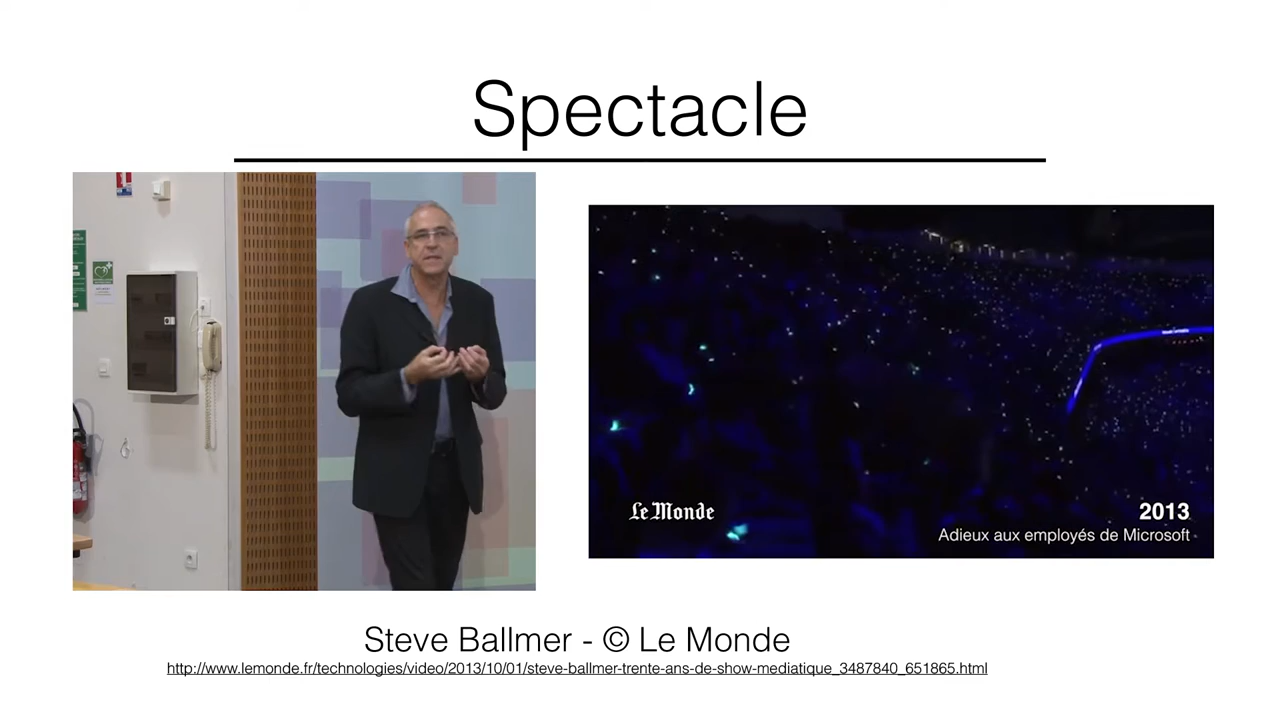 Spectacle
Le Monde
2013
Adieux aux employés de Microsoft
Steve Ballmer - © Le Monde
http://www.lemonde.fr/technologies/video/2013/10/01/steve-ballmer-trente-ans-de-show-mediatique_3487840_651865.html